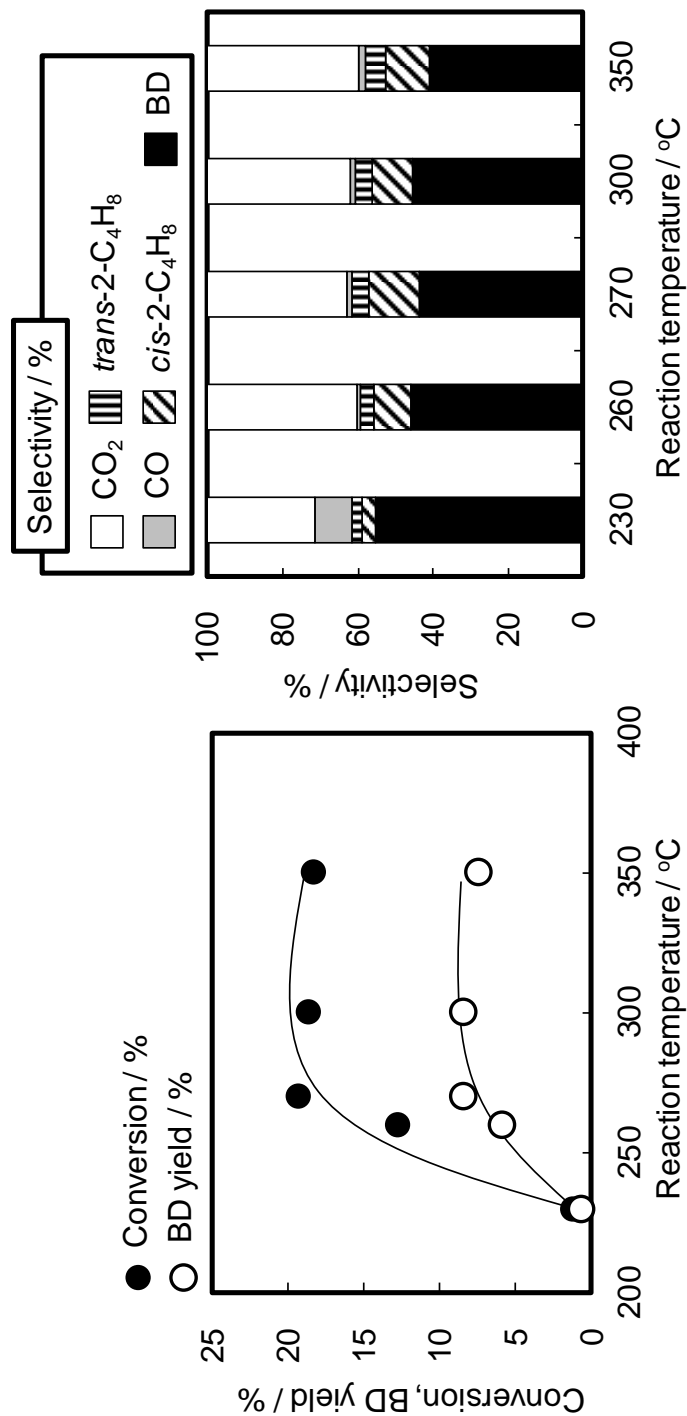 Conversion / %
BD yield / %
Conversion, BD yield / %
25
20
15
10
5
0
200
250
300
350
400
Reaction temperature / °C
Selectivity / %
CO₂
trans-2-C₄H₈
CO
cis-2-C₄H₈
BD
Selectivity / %
100
80
60
40
20
0
230
260
270
300
350
Reaction temperature / °C